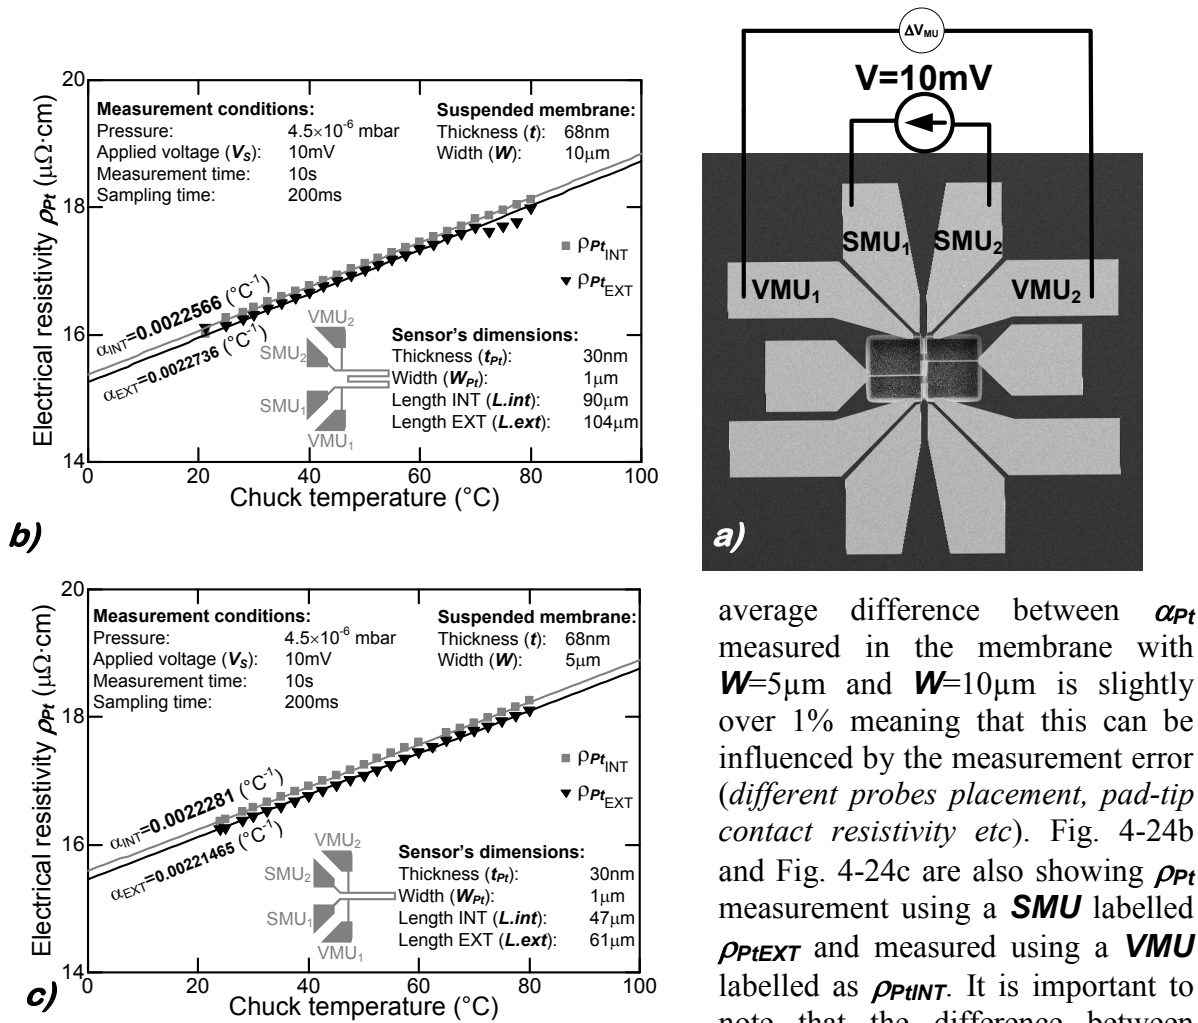 20
18
16
14
Electrical resistivity ρPt (μΩ·cm)
Measurement conditions:
Pressure: 4.5×10-6 mbar
Applied voltage (VS): 10mV
Measurement time: 10s
Sampling time: 200ms
Suspended membrane:
Thickness (t): 68nm
Width (W): 10μm
ρPtINT
ρPtEXT
αINT=0.0022566 (°C-1)
αEXT=0.0022736 (°C-1)
VMU2
SMU2
SMU1
VMU1
Sensor's dimensions:
Thickness (tPt): 30nm
Width (WPt): 1μm
Length INT (L.int): 90μm
Length EXT (L.ext): 104μm
0 20 40 60 80 100
Chuck temperature (°C)
b)
ΔVMU
V=10mV
SMU1 SMU2
VMU1 VMU2
a)
20
18
16
14
Electrical resistivity ρPt (μΩ·cm)
Measurement conditions:
Pressure: 4.5×10-6 mbar
Applied voltage (VS): 10mV
Measurement time: 10s
Sampling time: 200ms
Suspended membrane:
Thickness (t): 68nm
Width (W): 5μm
ρPtINT
ρPtEXT
αINT=0.0022281 (°C-1)
αEXT=0.00221465 (°C-1)
VMU2
SMU2
SMU1
VMU1
Sensor's dimensions:
Thickness (tPt): 30nm
Width (WPt): 1μm
Length INT (L.int): 47μm
Length EXT (L.ext): 61μm
0 20 40 60 80 100
Chuck temperature (°C)
c)
average difference between αPt
measured in the membrane with
W=5μm and W=10μm is slightly
over 1% meaning that this can be
influenced by the measurement error
(different probes placement, pad-tip
contact resistivity etc). Fig. 4-24b
and Fig. 4-24c are also showing ρPt
measurement using a SMU labelled
ρPtEXT and measured using a VMU
labelled as ρPtINT. It is important to
note that the difference between